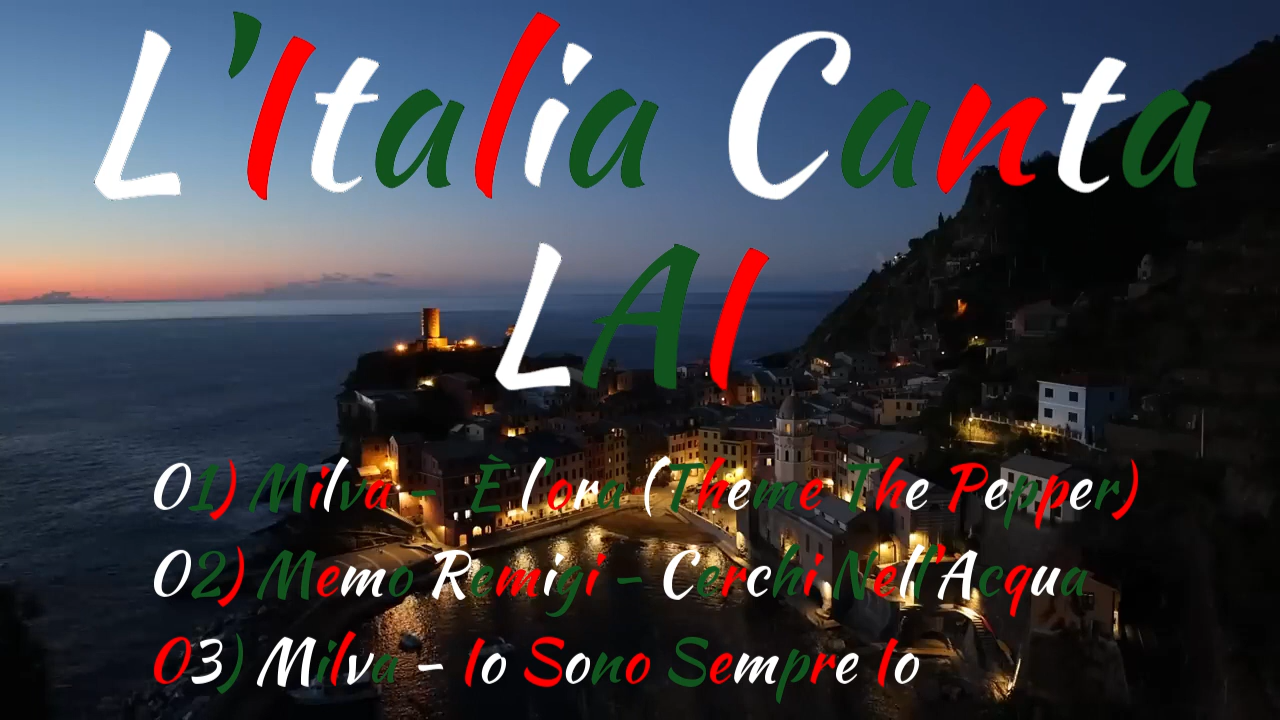 L'Italia Canta
LAI
01) Milva - È l'ora (Theme The Pepper)
02) Memo Remigi - Cerchi Nell'Acqua
03) Milva - Io Sono Sempre Io